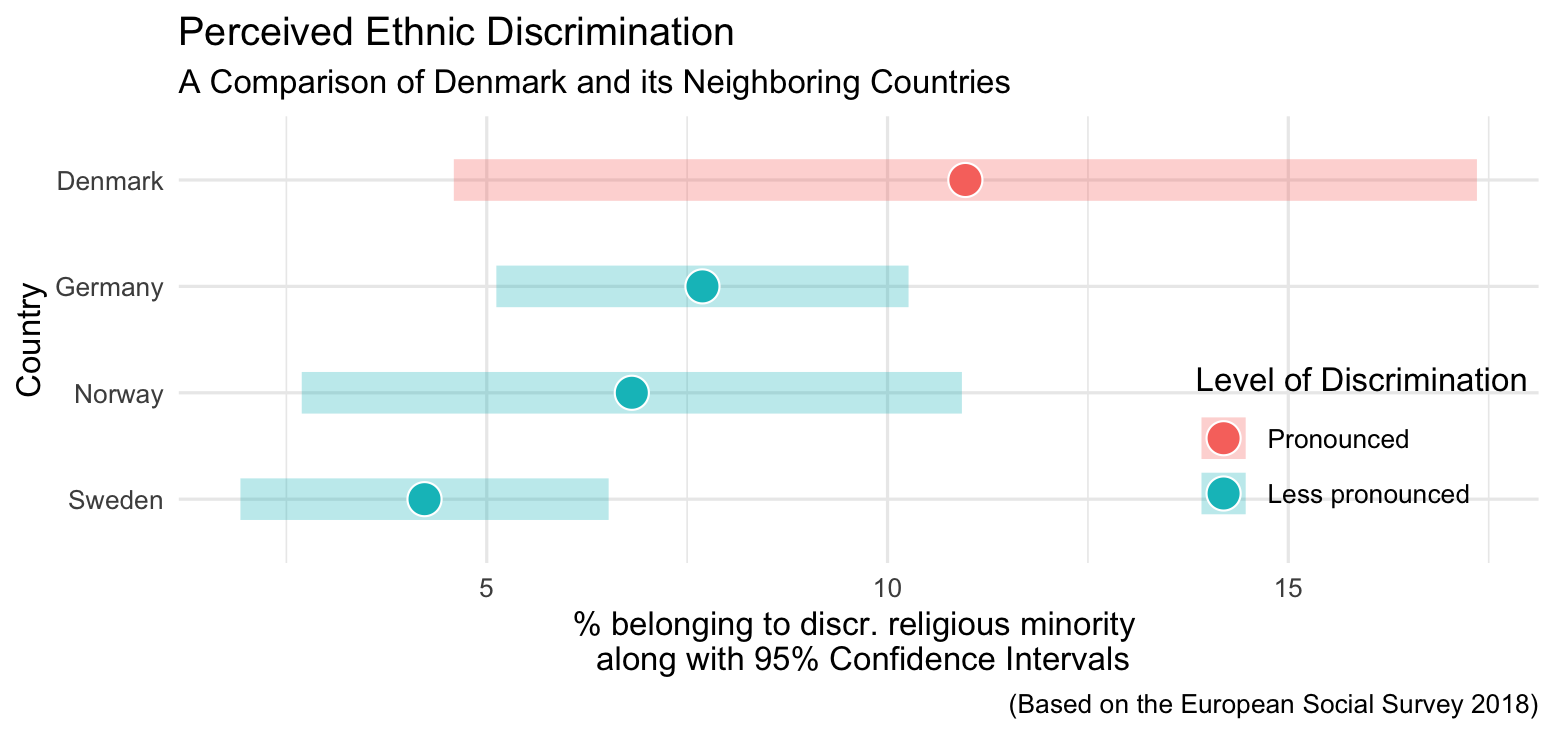 Perceived Ethnic Discrimination
A Comparison of Denmark and its Neighboring Countries
Denmark
Germany
Norway
Sweden
Country
Level of Discrimination
Pronounced
Less pronounced
5
10
15
% belonging to discr. religious minority
along with 95% Confidence Intervals
(Based on the European Social Survey 2018)